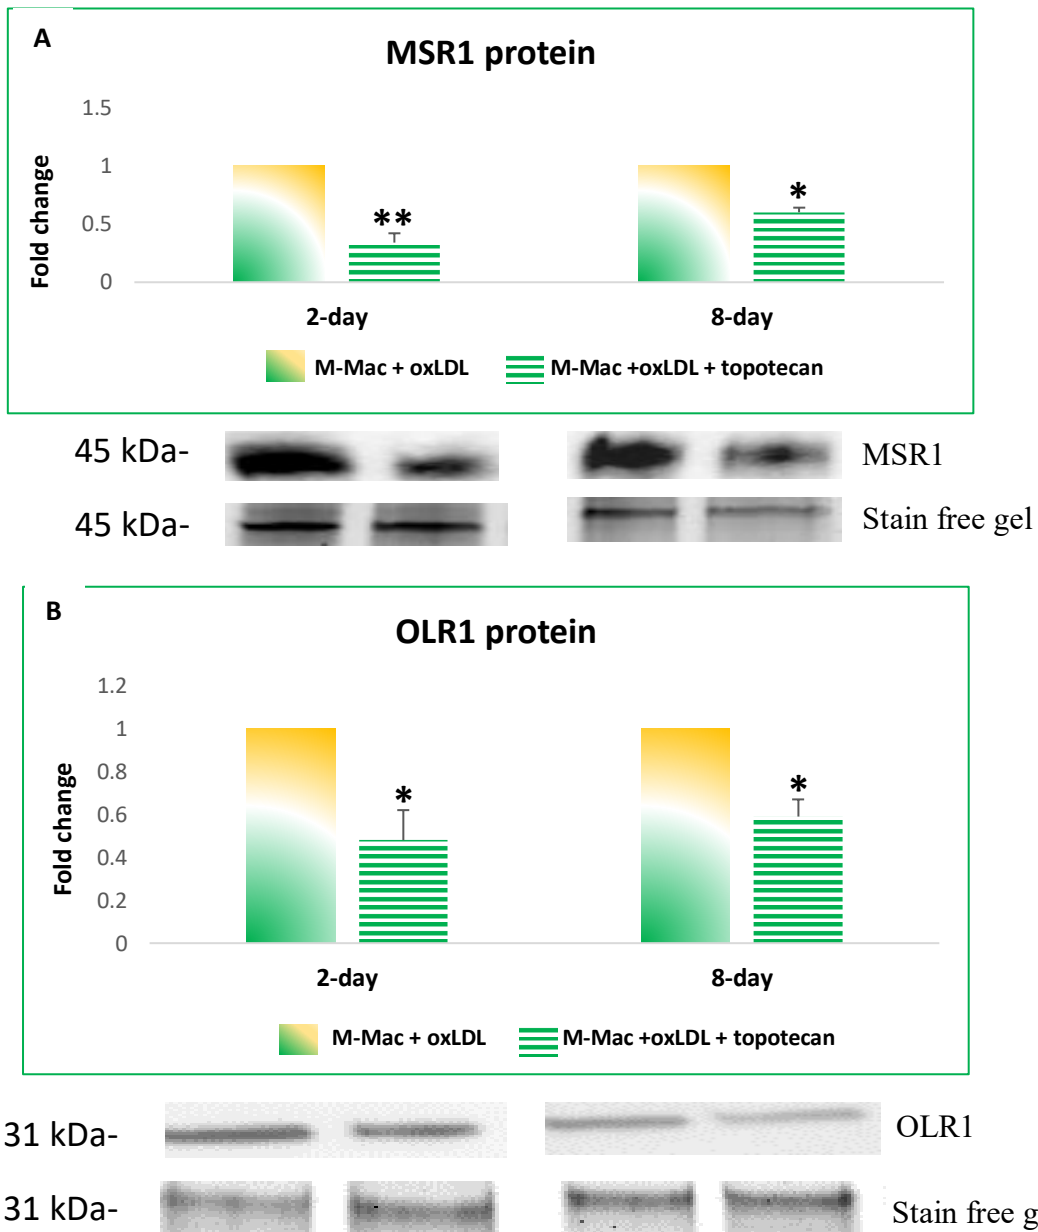 A
MSR1 protein
1.5
1
0.5
0
Fold change
**
*
2-day
8-day
M-Mac + oxLDL
M-Mac +oxLDL + topotecan
45 kDa-
MSR1
45 kDa-
Stain free gel
B
OLR1 protein
1.2
1
0.8
0.6
0.4
0.2
0
Fold change
*
*
2-day
8-day
M-Mac + oxLDL
M-Mac +oxLDL + topotecan
31 kDa-
OLR1
31 kDa-
Stain free g